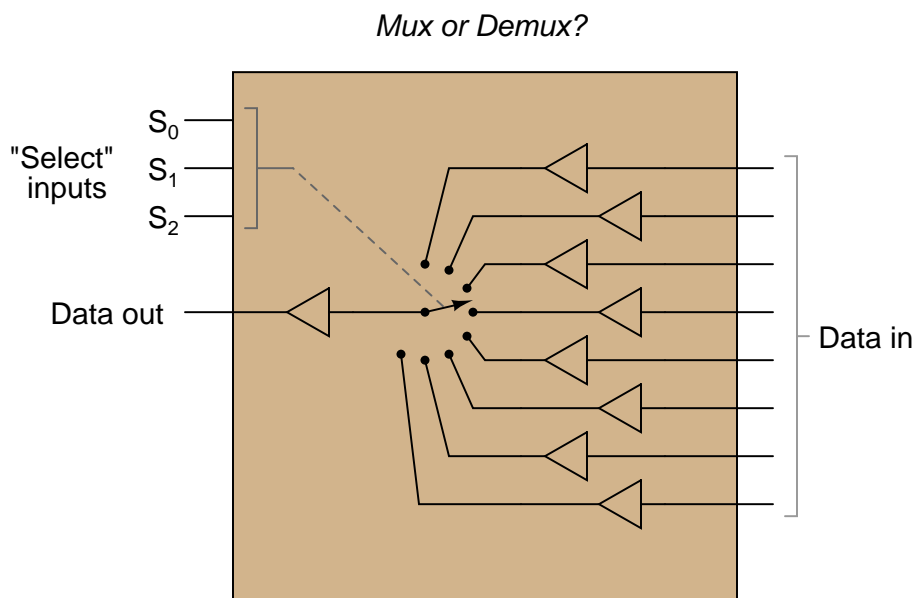 Mux or Demux?
S0
"Select"
S1
inputs
S2
Data out
Data in